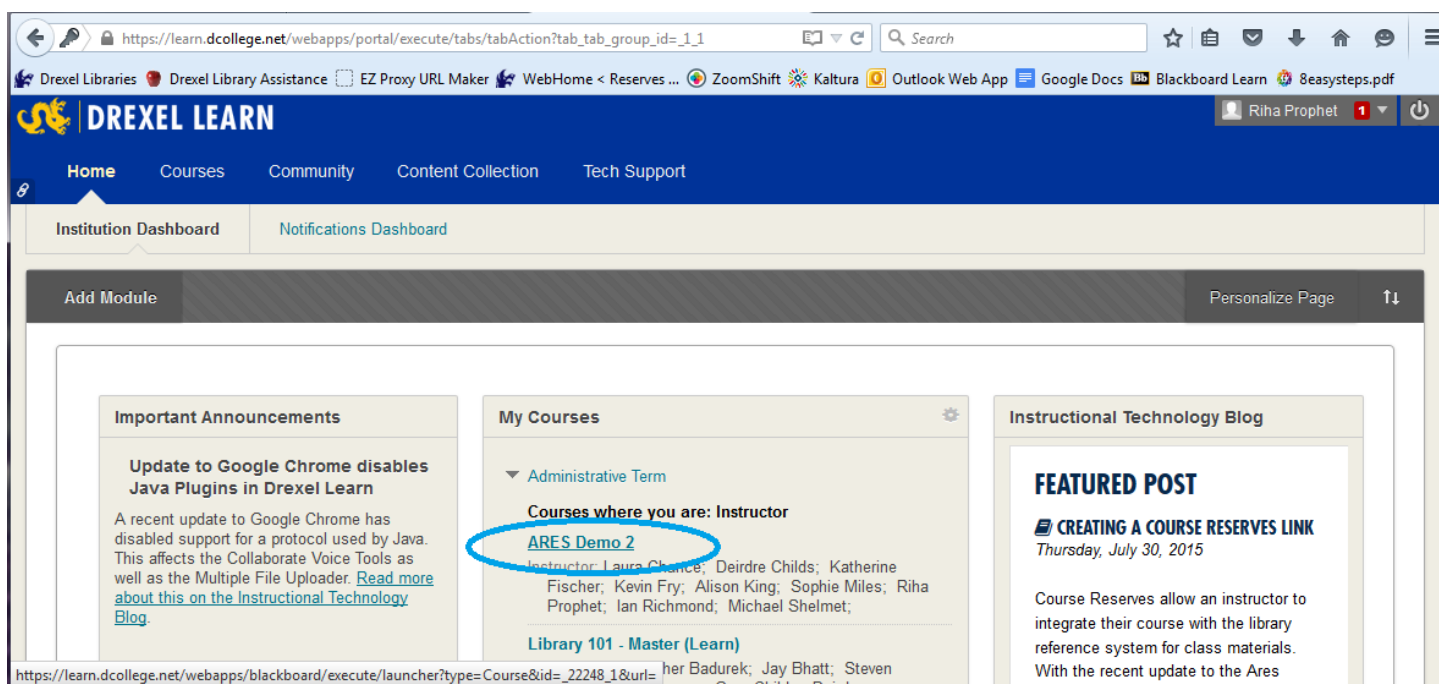 https://learn.dcollege.net/webapps/portal/execute/tabs/tabAction?tab_tab_group_id=_1_1
Search
Drexel Libraries Drexel Library Assistance EZ Proxy URL Maker WebHome < Reserves ... ZoomShift Kaltura Outlook Web App Google Docs Bb Blackboard Learn 8easysteps.pdf
DREXEL LEARN
Riha Prophet 1
Home Courses Community Content Collection Tech Support
Institution Dashboard Notifications Dashboard
Add Module Personalize Page
Important Announcements
Update to Google Chrome disables
Java Plugins in Drexel Learn
A recent update to Google Chrome has
disabled support for a protocol used by Java.
This affects the Collaborate Voice Tools as
well as the Multiple File Uploader. Read more
about this on the Instructional Technology
Blog.
My Courses
Administrative Term
Courses where you are: Instructor
ARES Demo 2
Instructor: Laura Chance; Deirdre Childs; Katherine
Fischer; Kevin Fry; Alison King; Sophie Miles; Riha
Prophet; Ian Richmond; Michael Shelmet;
Library 101 - Master (Learn)
her Badurek; Jay Bhatt; Steven
Instructional Technology Blog
FEATURED POST
CREATING A COURSE RESERVES LINK
Thursday, July 30, 2015
Course Reserves allow an instructor to
integrate their course with the library
reference system for class materials.
With the recent update to the Ares
https://learn.dcollege.net/webapps/blackboard/execute/launcher?type=Course&id=_22248_1&url=